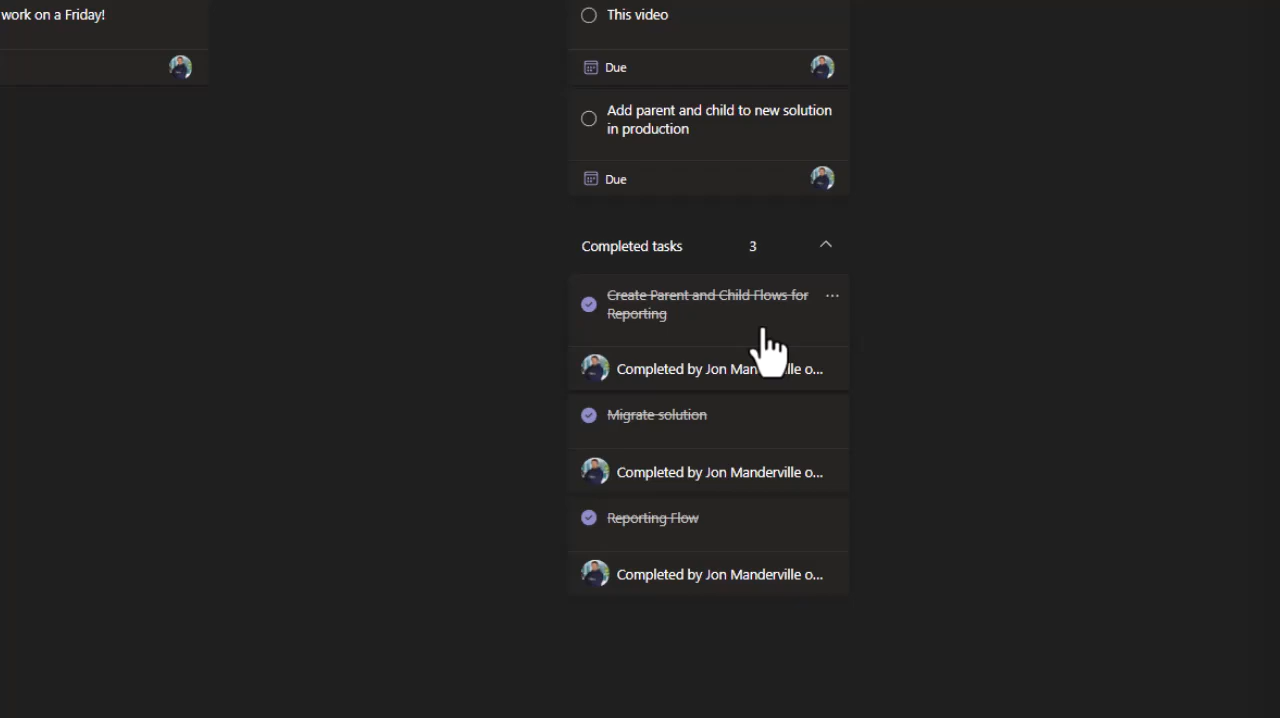 work on a Friday!
This video
Due
Add parent and child to new solution
in production
Due
Completed tasks 3
Create Parent and Child Flows for
Reporting
Completed by Jon Man ville o...
Migrate solution
Completed by Jon Manderville o...
Reporting Flow
Completed by Jon Manderville o...